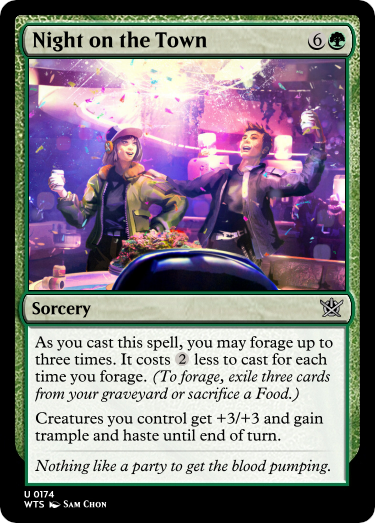 Night on the Town 6
Sorcery
As you cast this spell, you may forage up to
three times. It costs 2 less to cast for each
time you forage. (To forage, exile three cards
from your graveyard or sacrifice a Food.)
Creatures you control get +3/+3 and gain
trample and haste until end of turn.
Nothing like a party to get the blood pumping.
U 0174
WTS Sam Chon